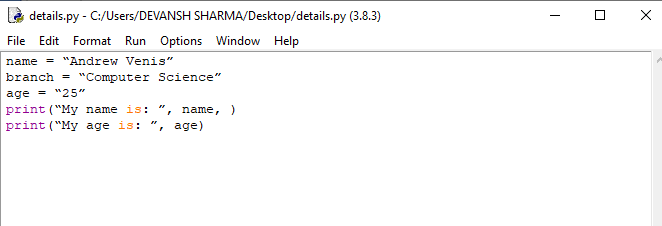 details.py - C:/Users/DEVANSH SHARMA/Desktop/details.py (3.8.3)
File Edit Format Run Options Window Help
name = “Andrew Venis”
branch = “Computer Science”
age = “25”
print(“My name is: ”, name, )
print(“My age is: ”, age)